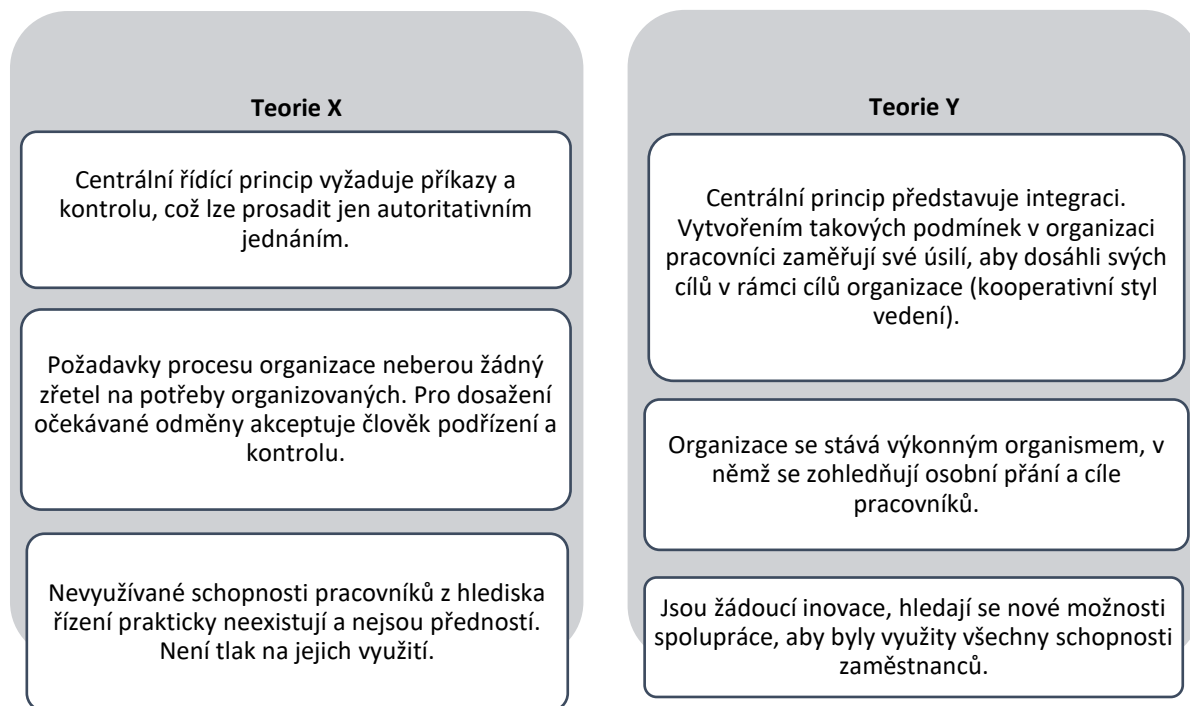 Teorie X
Centrální řídící princip vyžaduje příkazy a
kontrolu, což lze prosadit jen autoritativním
jednáním.
Požadavky procesu organizace neberou žádný
zřetel na potřeby organizovaných. Pro dosažení
očekávané odměny akceptuje člověk podřízení a
kontrolu.
Nevyužívané schopnosti pracovníků z hlediska
řízení prakticky neexistují a nejsou předností.
Není tlak na jejich využití.
Teorie Y
Centrální princip představuje integraci.
Vytvořením takových podmínek v organizaci
pracovníci zaměřují své úsilí, aby dosáhli svých
cílů v rámci cílů organizace (kooperativní styl
vedení).
Organizace se stává výkonným organismem, v
němž se zohledňují osobní přání a cíle
pracovníků.
Jsou žádoucí inovace, hledají se nové možnosti
spolupráce, aby byly využity všechny schopnosti
zaměstnanců.